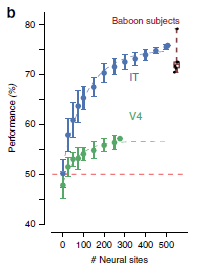 b
Baboon subjects
80
70
60
50
40
IT
V4
Performance (%)
0 100 200 300 400 500
# Neural sites